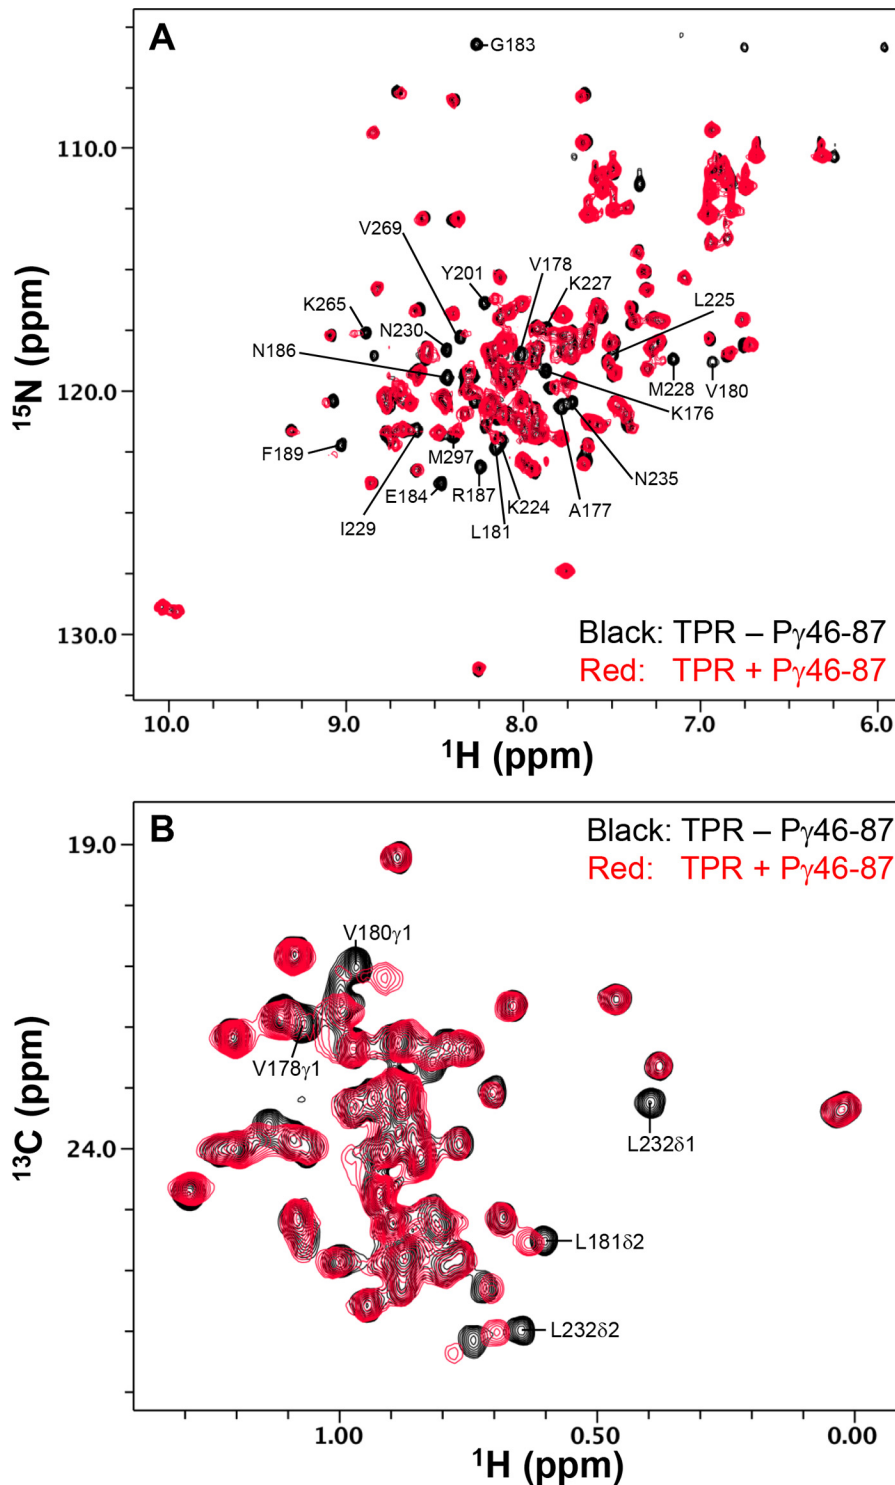 A
G183
110.0
V269
Y201
V178
K227
K265
L225
N230
N186
120.0
M228
V180
K176
F189
M297
N235
E184
R187
K224
A177
I229
L181
15N (ppm)
130.0
Black: TPR – Pγ46-87
Red: TPR + Pγ46-87
10.0 9.0 8.0 7.0 6.0
1H (ppm)
B
Black: TPR – Pγ46-87
Red: TPR + Pγ46-87
19.0
V180γ1
V178γ1
13C (ppm)
24.0
L232δ1
L181δ2
L232δ2
1.00 0.50 0.00
1H (ppm)